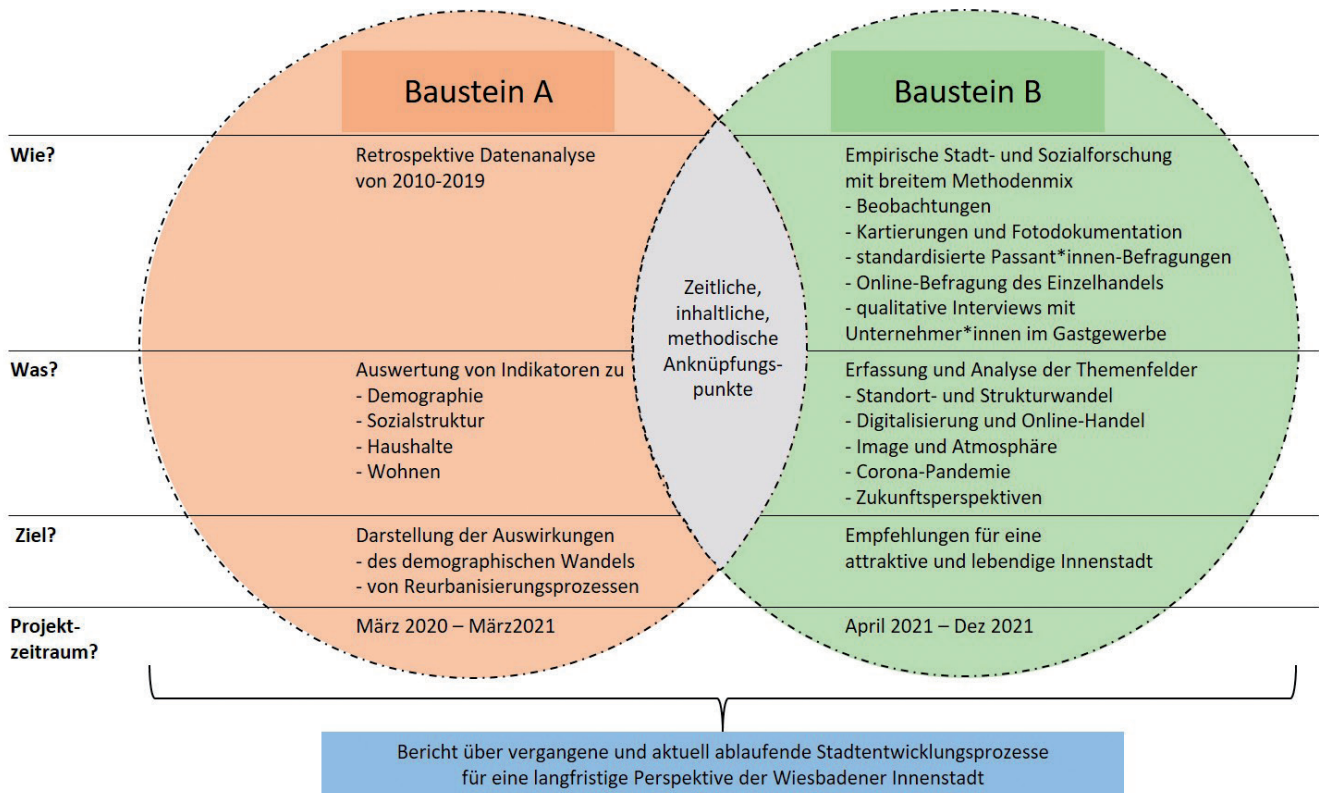 Baustein A
Baustein B
Wie?
Retrospektive Datenanalyse
von 2010-2019
Empirische Stadt- und Sozialforschung
mit breitem Methodenmix
- Beobachtungen
- Kartierungen und Fotodokumentation
- standardisierte Passant*innen-Befragungen
- Online-Befragung des Einzelhandels
- qualitative Interviews mit
Unternehmer*innen im Gastgewerbe
Zeitliche,
inhaltliche,
methodische
Anknüpfungs-
punkte
Was?
Auswertung von Indikatoren zu
- Demographie
- Sozialstruktur
- Haushalte
- Wohnen
Erfassung und Analyse der Themenfelder
- Standort- und Strukturwandel
- Digitalisierung und Online-Handel
- Image und Atmosphäre
- Corona-Pandemie
- Zukunftsperspektiven
Ziel?
Darstellung der Auswirkungen
- des demographischen Wandels
- von Reurbanisierungsprozessen
Empfehlungen für eine
attraktive und lebendige Innenstadt
Projekt-
zeitraum?
März 2020 – März2021
April 2021 – Dez 2021
Bericht über vergangene und aktuell ablaufende Stadtentwicklungsprozesse
für eine langfristige Perspektive der Wiesbadener Innenstadt